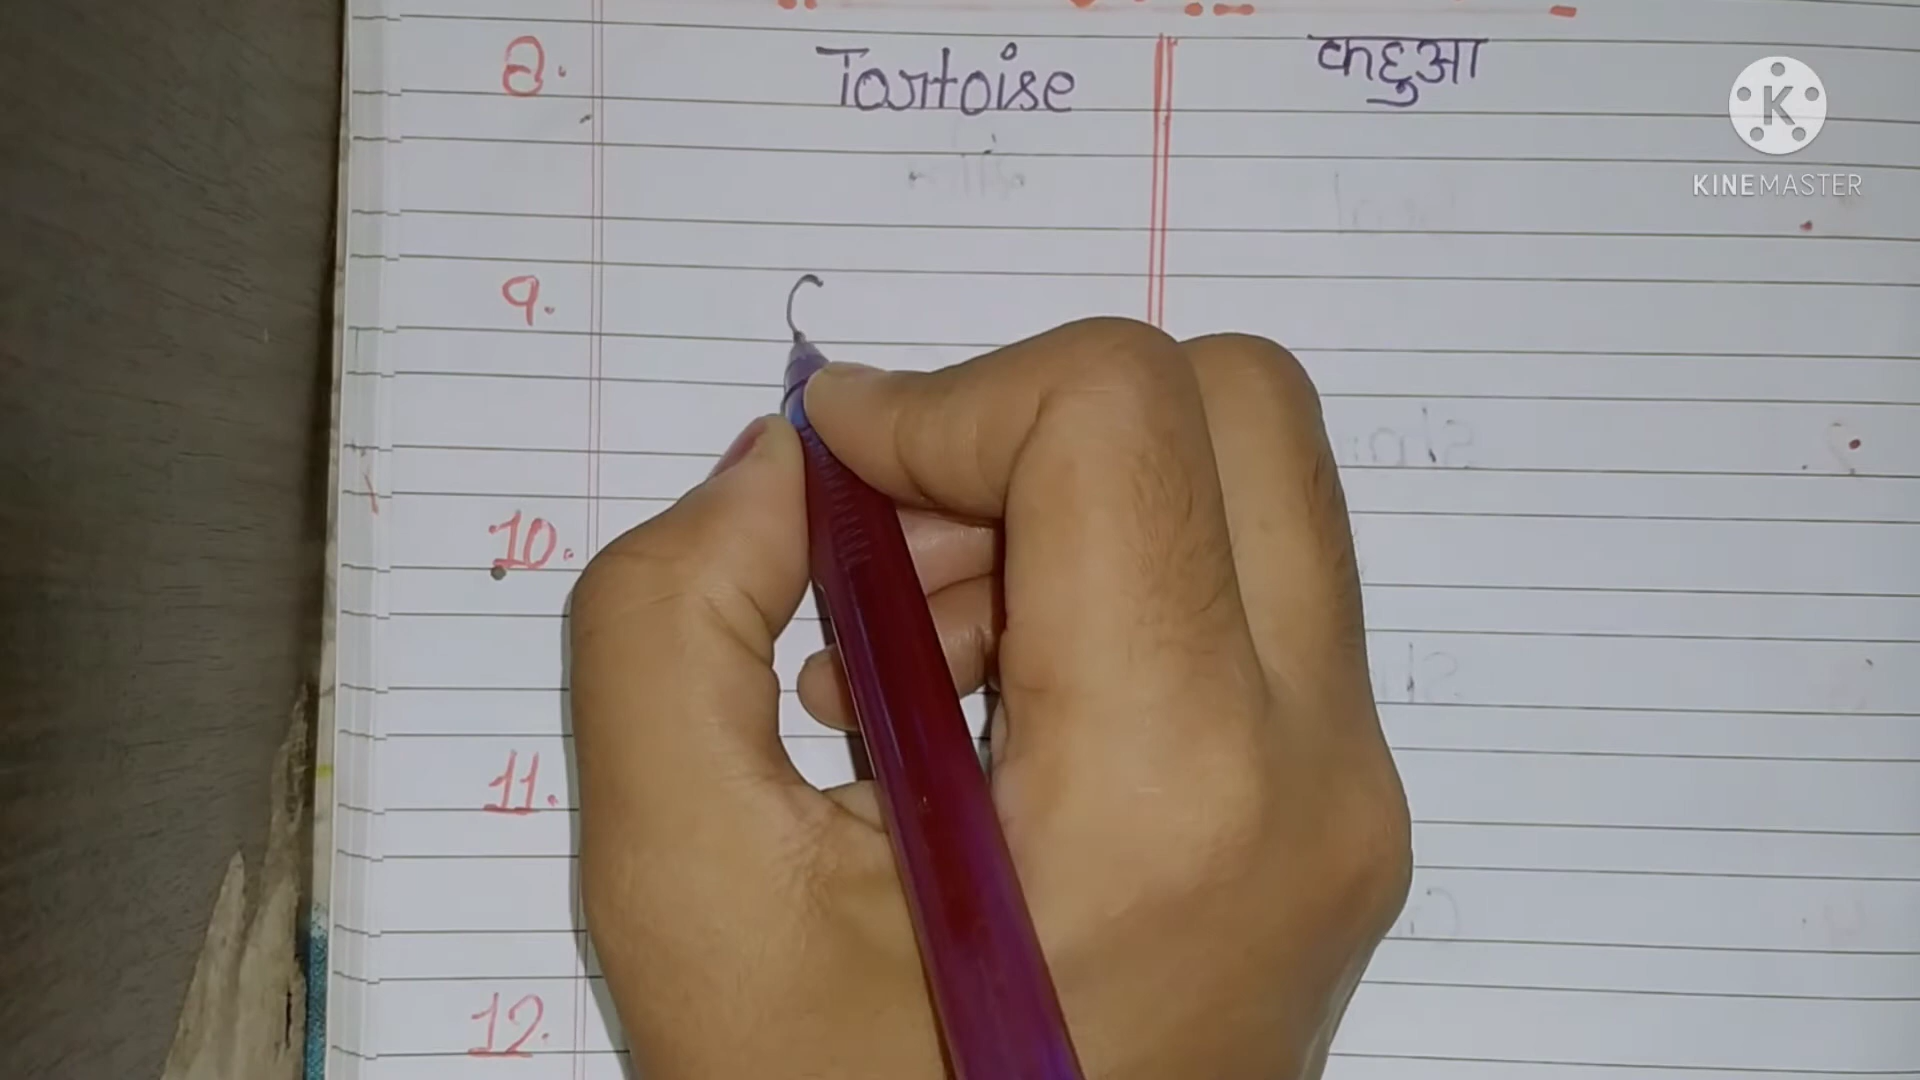 8. Tortoise कछुआ
KINEMASTER
9.
10.
11.
12.